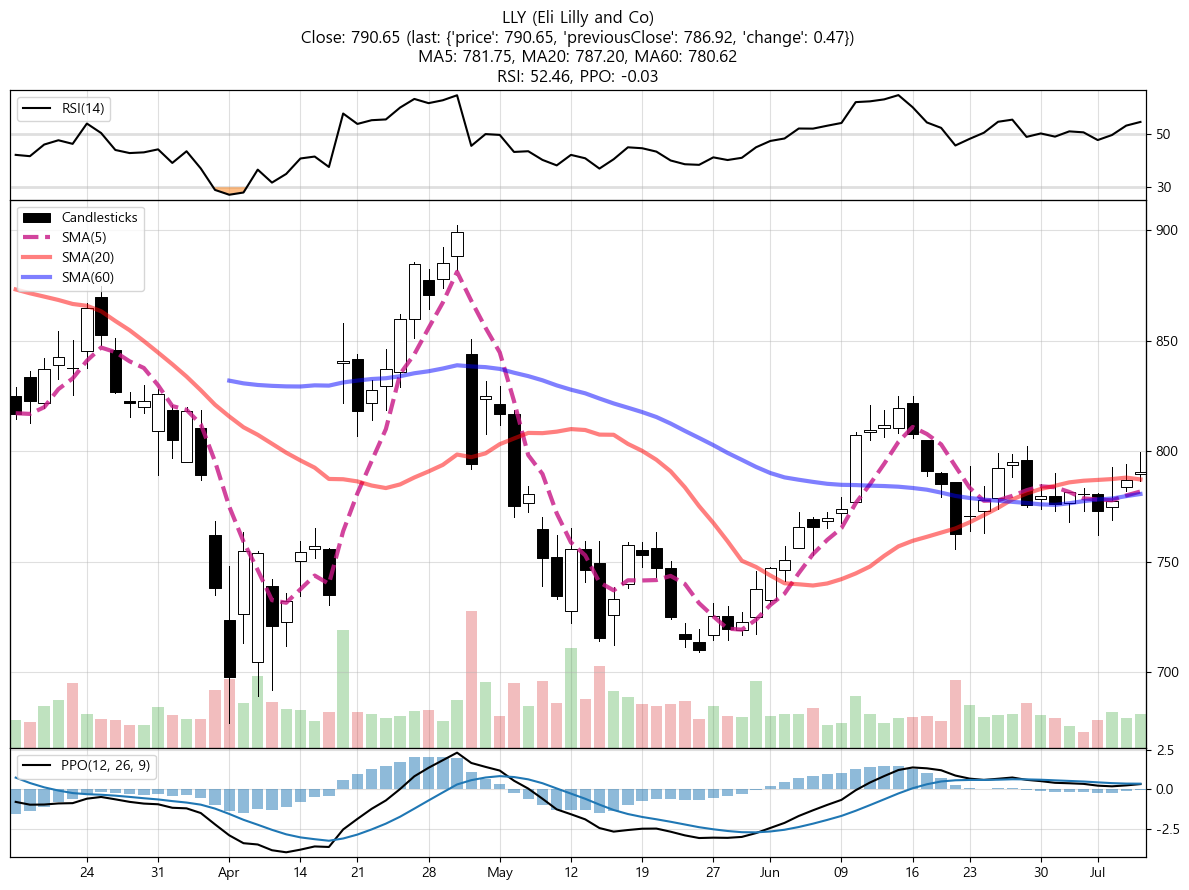 LLY (Eli Lilly and Co)
Close: 790.65 (last: {'price': 790.65, 'previousClose': 786.92, 'change': 0.47})
MA5: 781.75, MA20: 787.20, MA60: 780.62
RSI: 52.46, PPO: -0.03
RSI(14)
50
30
Candlesticks
SMA(5)
SMA(20)
SMA(60)
900
850
800
750
700
PPO(12, 26, 9)
2.5
0.0
-2.5
24 31 Apr 14 21 28 May 12 19 27 Jun 09 16 23 30 Jul